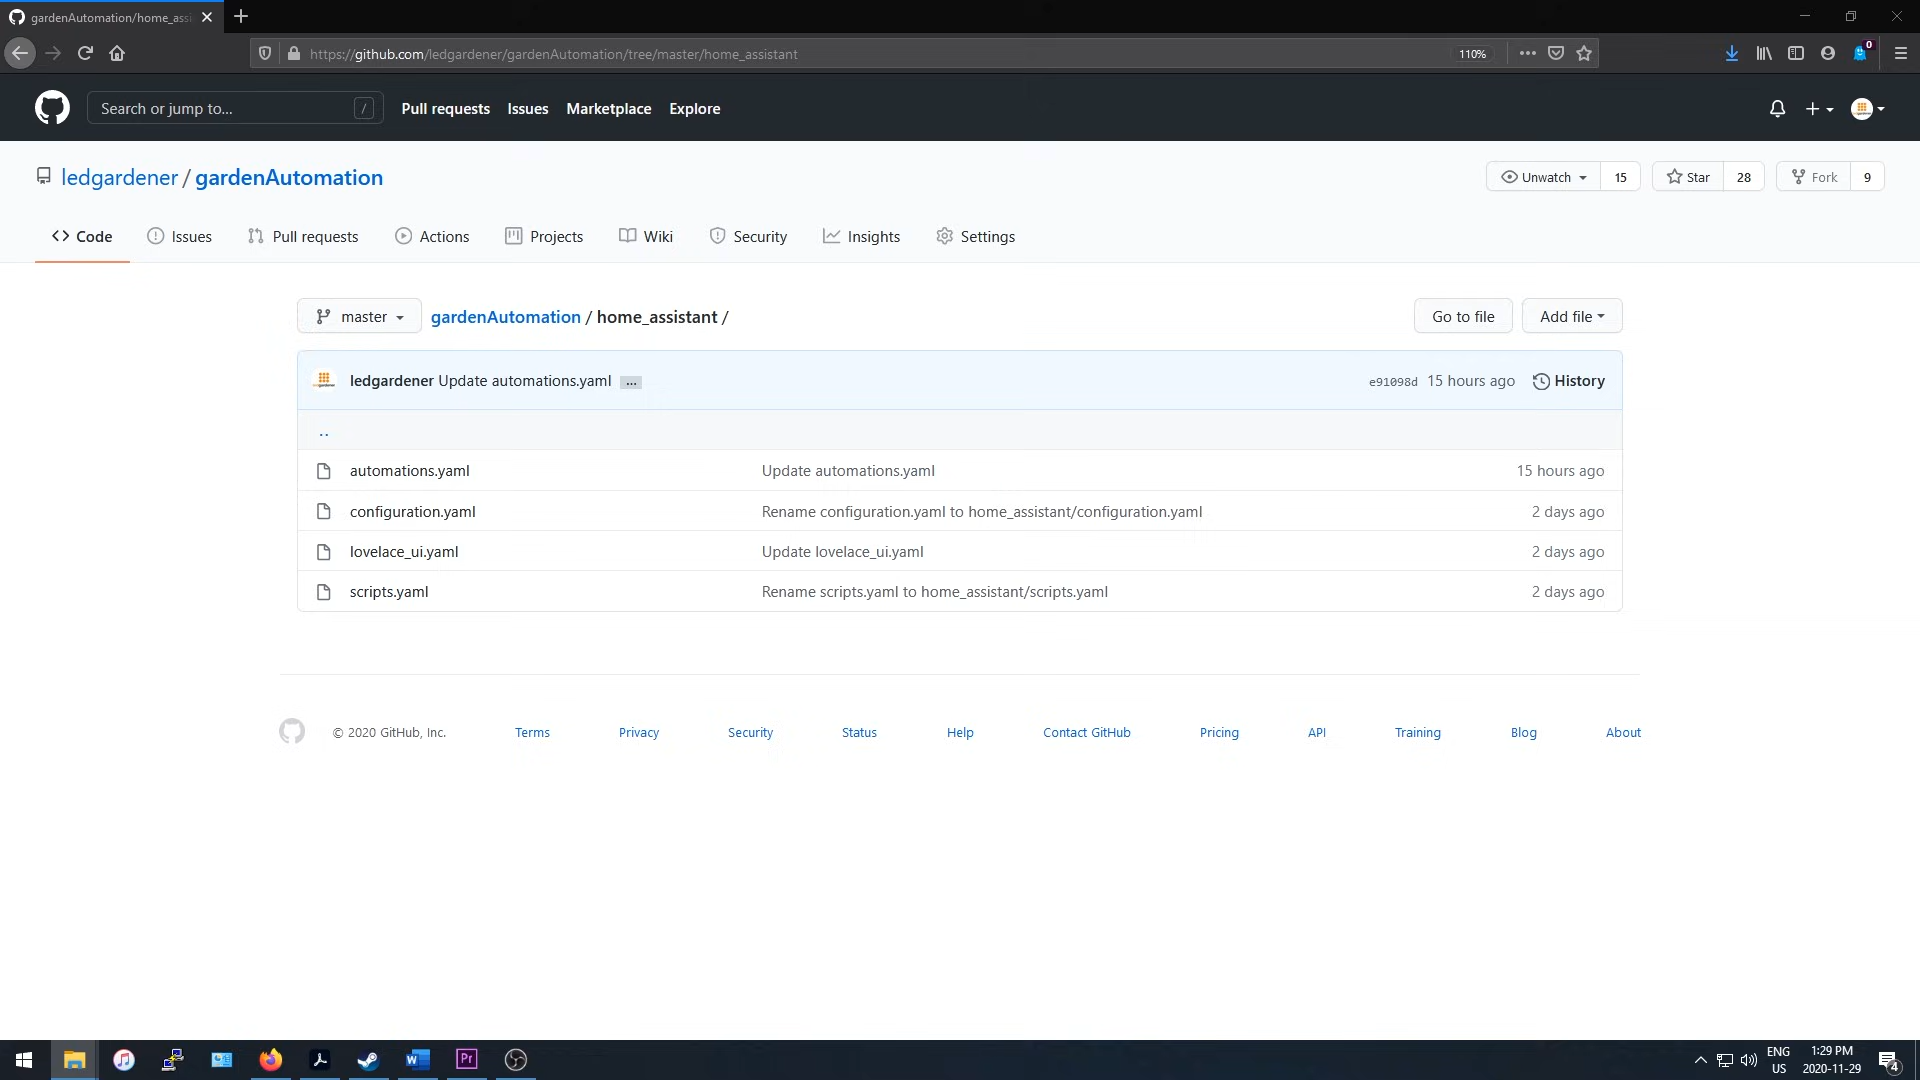 gardenAutomation/home_assi
https://github.com/ledgardener/gardenAutomation/tree/master/home_assistant
110%
0
Search or jump to...
/
Pull requests
Issues
Marketplace
Explore
ledgardener / gardenAutomation
Unwatch
15
Star
28
Fork
9
Code
Issues
Pull requests
Actions
Projects
Wiki
Security
Insights
Settings
master
gardenAutomation / home_assistant /
Go to file
Add file
ledgardener Update automations.yaml ...
e91098d 15 hours ago
History
..
automations.yaml
Update automations.yaml
15 hours ago
configuration.yaml
Rename configuration.yaml to home_assistant/configuration.yaml
2 days ago
lovelace_ui.yaml
Update lovelace_ui.yaml
2 days ago
scripts.yaml
Rename scripts.yaml to home_assistant/scripts.yaml
2 days ago
© 2020 GitHub, Inc.
Terms
Privacy
Security
Status
Help
Contact GitHub
Pricing
API
Training
Blog
About
Pr
ENG
US
1:29 PM
2020-11-29
4